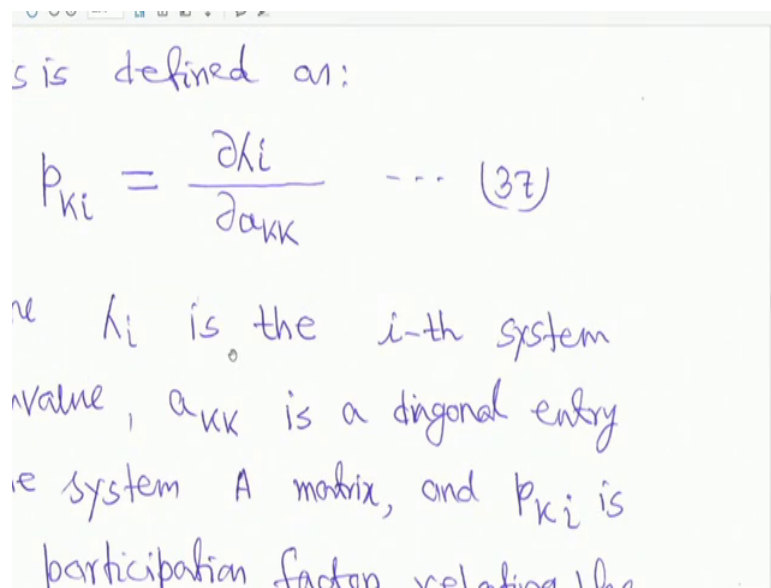 s is defined as:
p_ki = ∂λi / ∂a_kk --- (37)
λi is the i-th system
value, a_kk is a diagonal entry
e system A matrix, and p_ki is
participation factor relating the